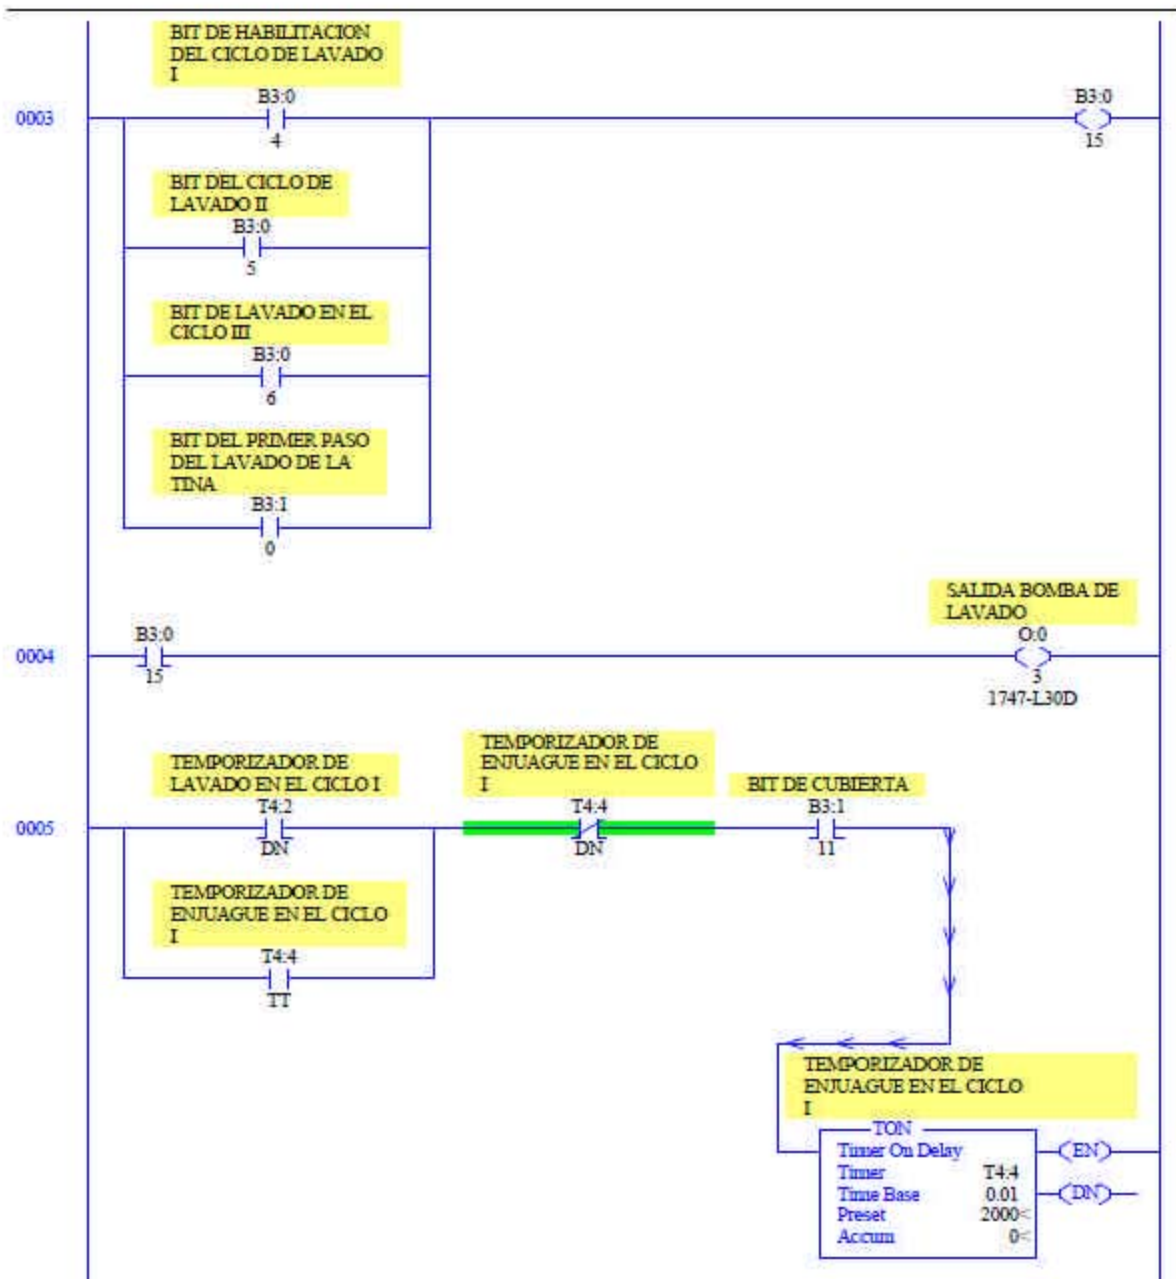 BIT DE HABILITACION
DEL CICLO DE LAVADO
I
B3:0
B3:0
0003
4
15
BIT DEL CICLO DE
LAVADO II
B3:0
5
BIT DE LAVADO EN EL
CICLO III
B3:0
6
BIT DEL PRIMER PASO
DEL LAVADO DE LA
TINA
B3:1
0
SALIDA BOMBA DE
LAVADO
B3:0
O:0
0004
15
3
1747-L30D
TEMPORIZADOR DE
LAVADO EN EL CICLO I
TEMPORIZADOR DE
ENJUAGUE EN EL CICLO
I
BIT DE CUBIERTA
T4:2
T4:4
B3:1
0005
DN
DN
11
TEMPORIZADOR DE
ENJUAGUE EN EL CICLO
I
T4:4
TT
TEMPORIZADOR DE
ENJUAGUE EN EL CICLO
I
TON
Timer On Delay
EN
Timer T4:4
Time Base 0.01
DN
Preset 2000<
Accum 0<